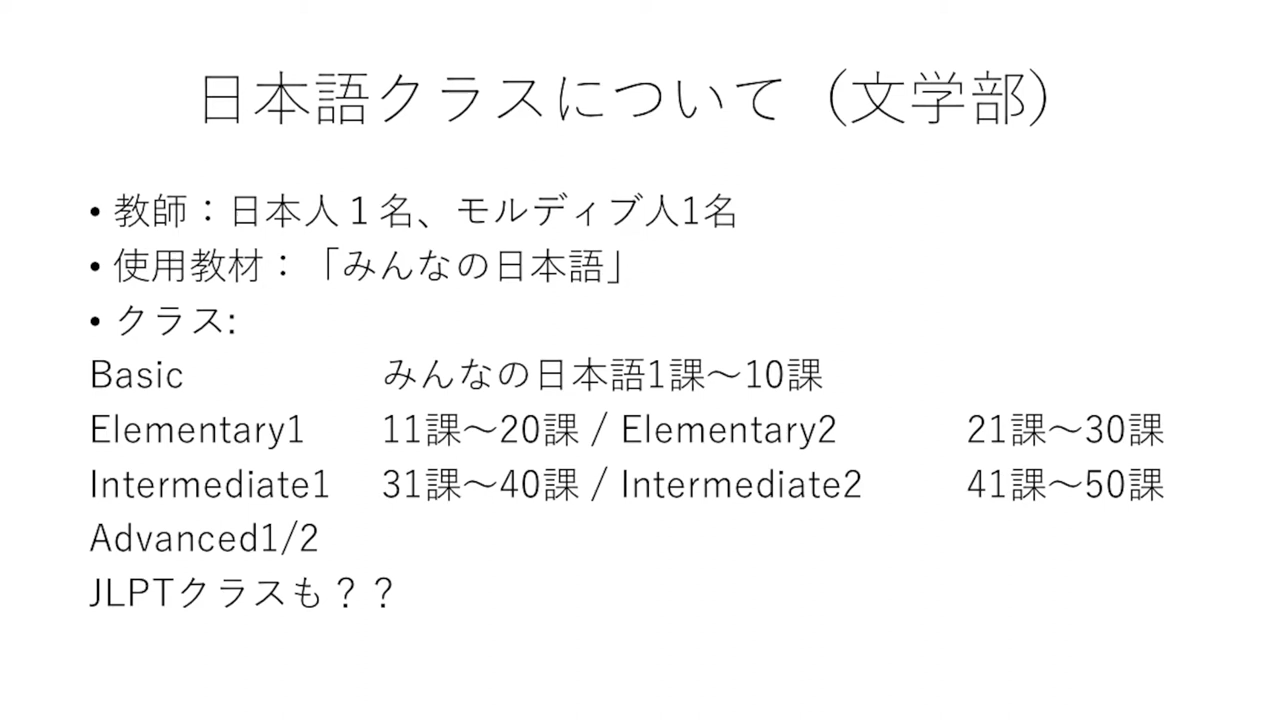 日本語クラスについて（文学部）
• 教師：日本人１名、モルディブ人1名
• 使用教材：「みんなの日本語」
• クラス:
Basic みんなの日本語1課～10課
Elementary1 11課～20課 / Elementary2 21課～30課
Intermediate1 31課～40課 / Intermediate2 41課～50課
Advanced1/2
JLPTクラスも？？